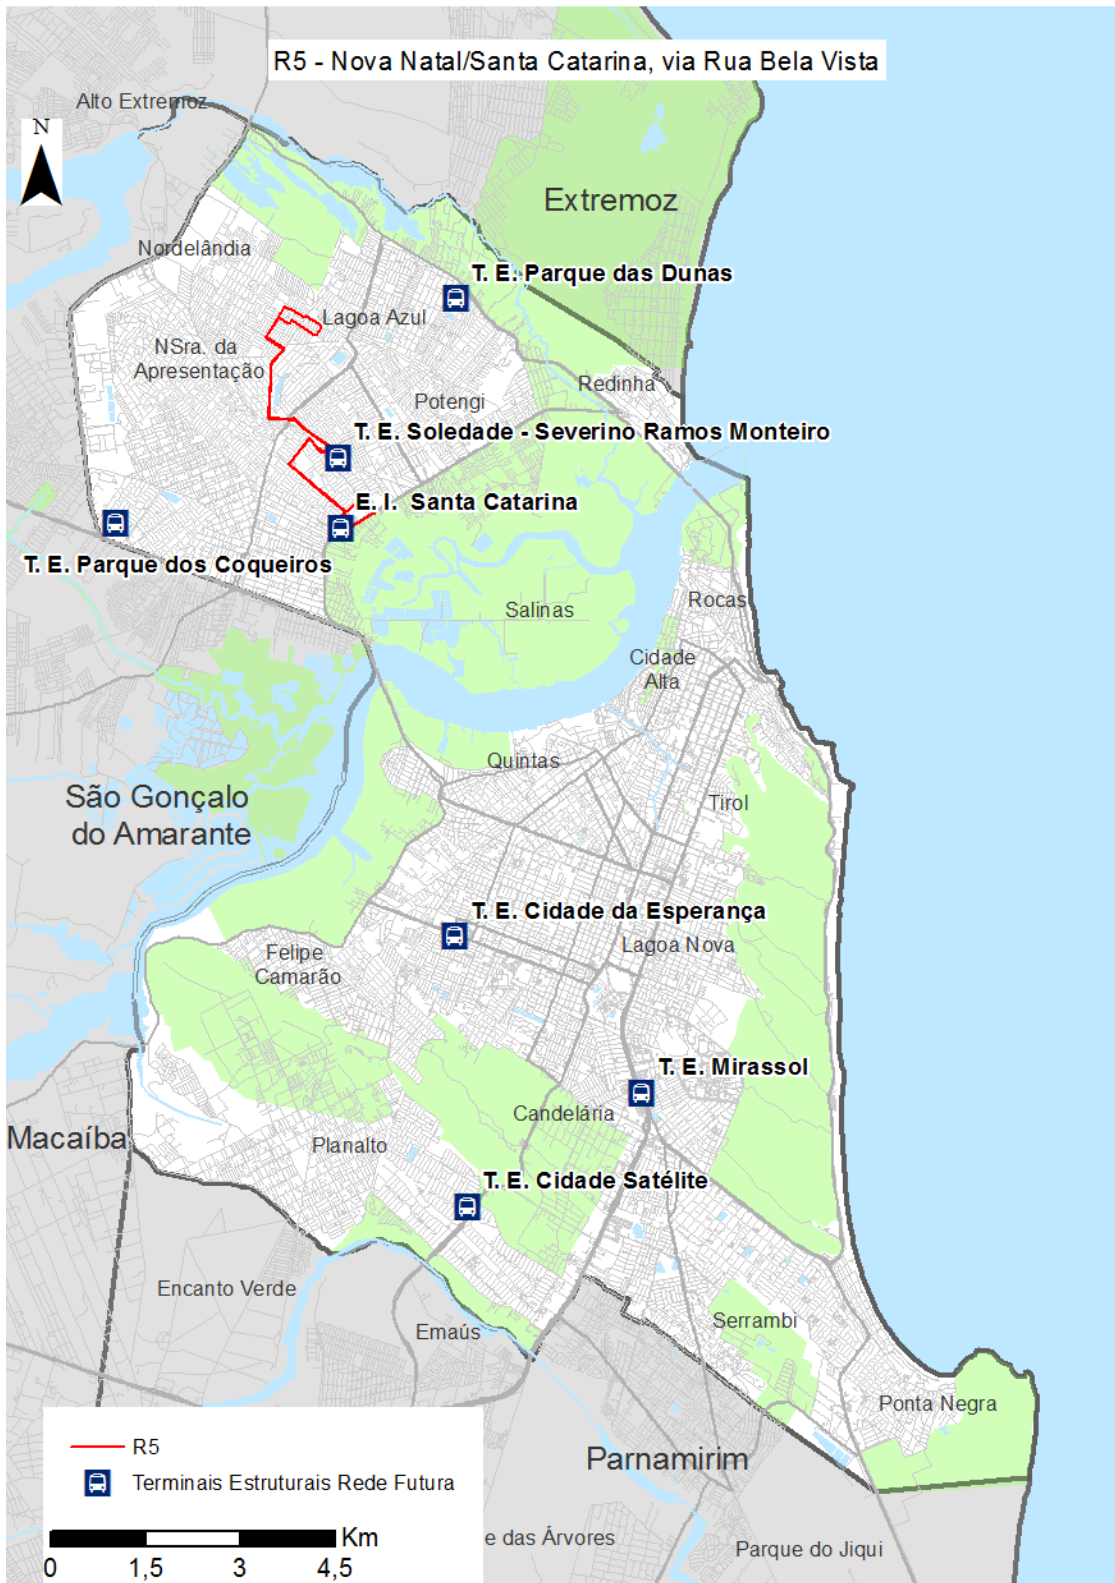 R5 - Nova Natal/Santa Catarina, via Rua Bela Vista
Alto Extremoz
N
Extremoz
Nordelândia
T. E. Parque das Dunas
Lagoa Azul
NSra. da
Apresentação
Redinha
Potengi
T. E. Soledade - Severino Ramos Monteiro
E. I. Santa Catarina
T. E. Parque dos Coqueiros
Salinas
Rocas
Cidade
Alta
Quintas
São Gonçalo
do Amarante
Tirol
T. E. Cidade da Esperança
Lagoa Nova
Felipe
Camarão
T. E. Mirassol
Candelária
Macaíba
Planalto
T. E. Cidade Satélite
Encanto Verde
Emaús
Serrambi
Ponta Negra
Parnamirim
R5
Terminais Estruturais Rede Futura
Km
0 1,5 3 4,5
e das Árvores
Parque do Jiqui